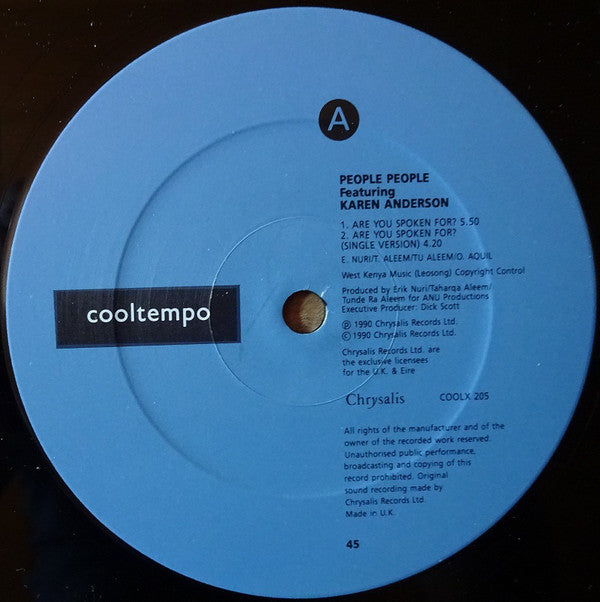 A
PEOPLE PEOPLE
Featuring
KAREN ANDERSON
1. ARE YOU SPOKEN FOR? 5.50
2. ARE YOU SPOKEN FOR?
(SINGLE VERSION) 4.20
E. NURI/T. ALEEM/TU ALEEM/O. AQUIL
West Kenya Music (Leosong) Copyright Control
Produced by Erik Nuri/Taharqa Aleem/
Tunde Ra Aleem for ANU Productions
Executive Producer: Dick Scott
cooltempo
℗ 1990 Chrysalis Records Ltd.
© 1990 Chrysalis Records Ltd.
Chrysalis Records Ltd. are
the exclusive licensees
for the U.K. & Eire
Chrysalis COOLX 205
All rights of the manufacturer and of the
owner of the recorded work reserved.
Unauthorised public performance,
broadcasting and copying of this
record prohibited. Original
sound recording made by
Chrysalis Records Ltd.
Made in U.K.
45